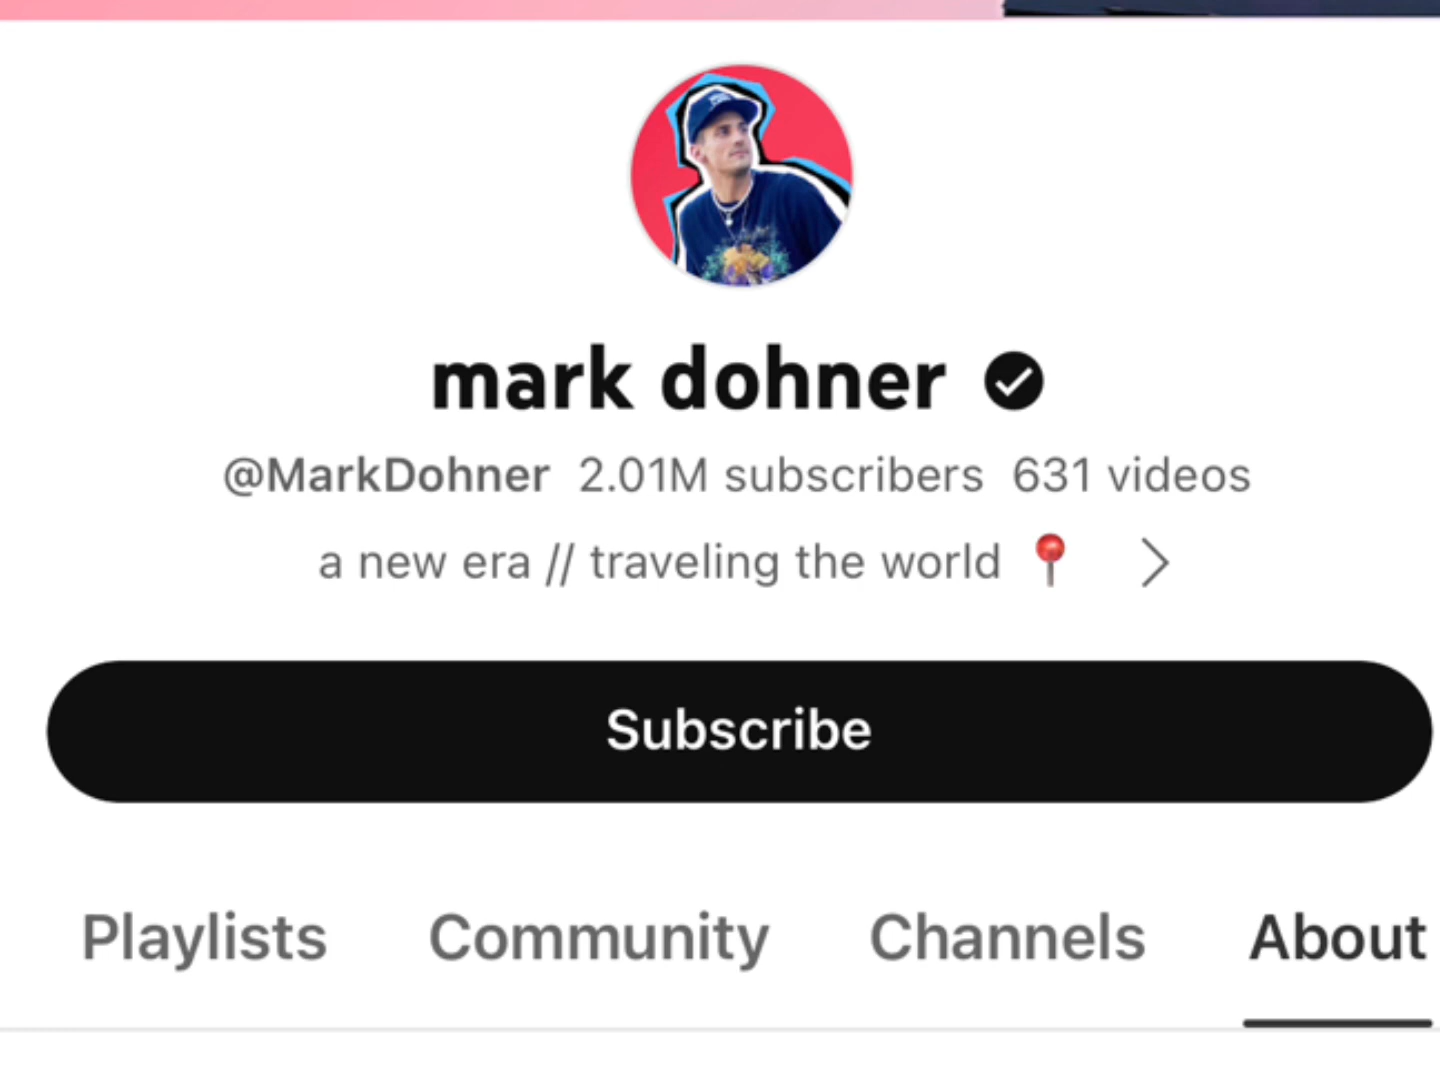 mark dohner
@MarkDohner 2.01M subscribers 631 videos
a new era // traveling the world
Subscribe
Playlists Community Channels About